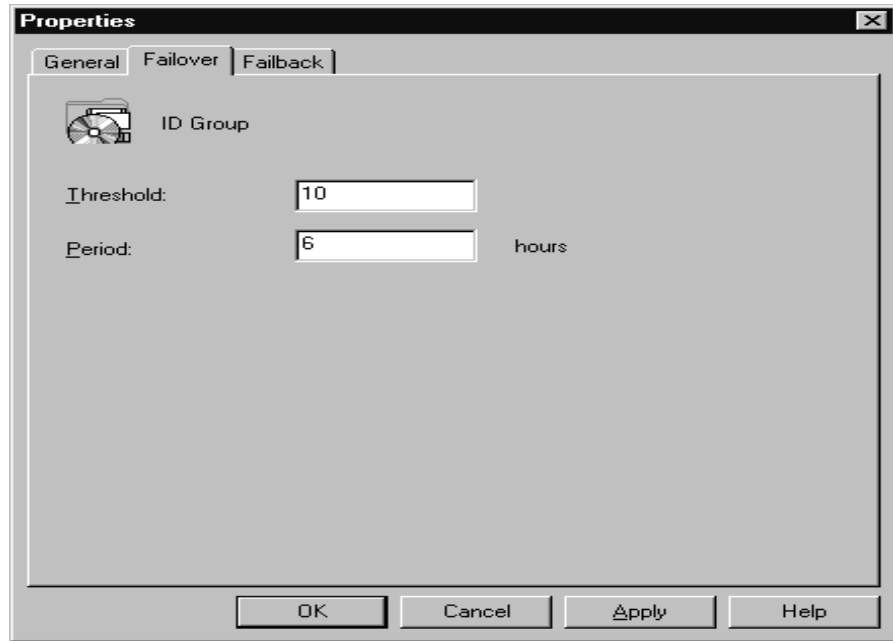 Properties
General Failover Failback
ID Group
Threshold: 10
Period: 6 hours
OK Cancel Apply Help